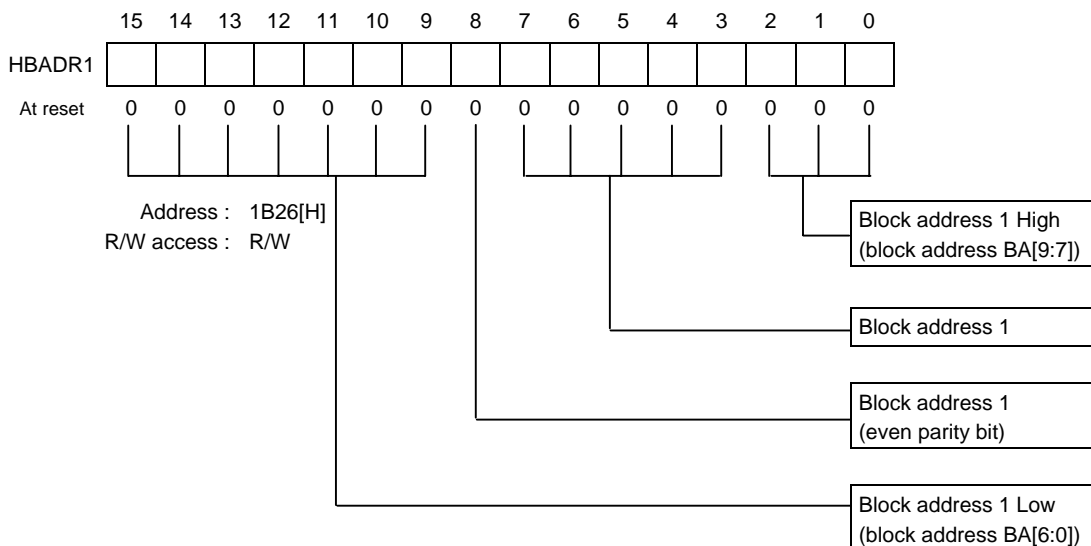 15 14 13 12 11 10 9 8 7 6 5 4 3 2 1 0
HBADR1
At reset 0 0 0 0 0 0 0 0 0 0 0 0 0 0 0 0
Address : 1B26[H]
R/W access : R/W
Block address 1 High
(block address BA[9:7])
Block address 1
Block address 1
(even parity bit)
Block address 1 Low
(block address BA[6:0])